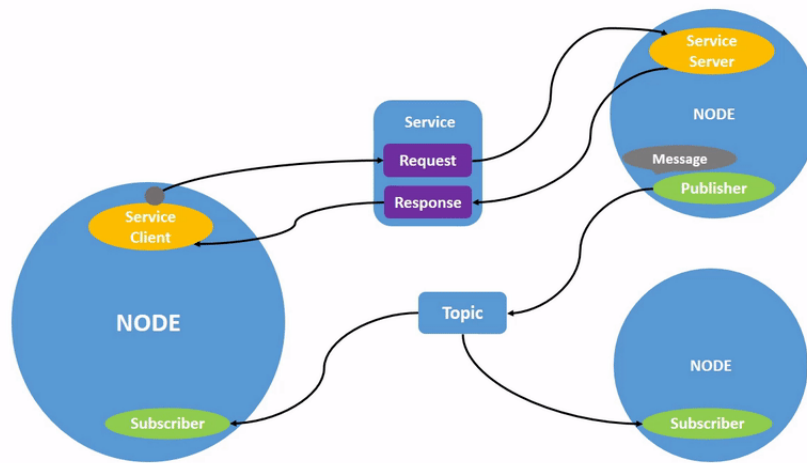 Service
Server
NODE
Message
Publisher
Service
Request
Response
Service
Client
NODE
Subscriber
Topic
NODE
Subscriber